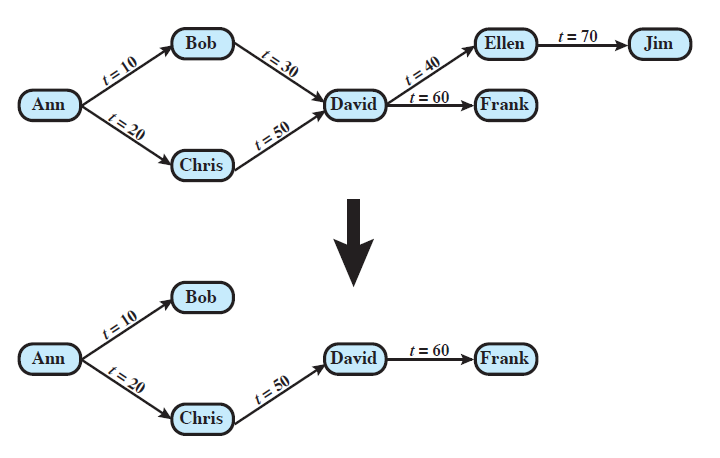 Bob
Ellen
t = 70
Jim
t = 10
t = 30
t = 40
Ann
David
t = 60
Frank
t = 20
t = 50
Chris
Bob
t = 10
Ann
David
t = 60
Frank
t = 20
t = 50
Chris